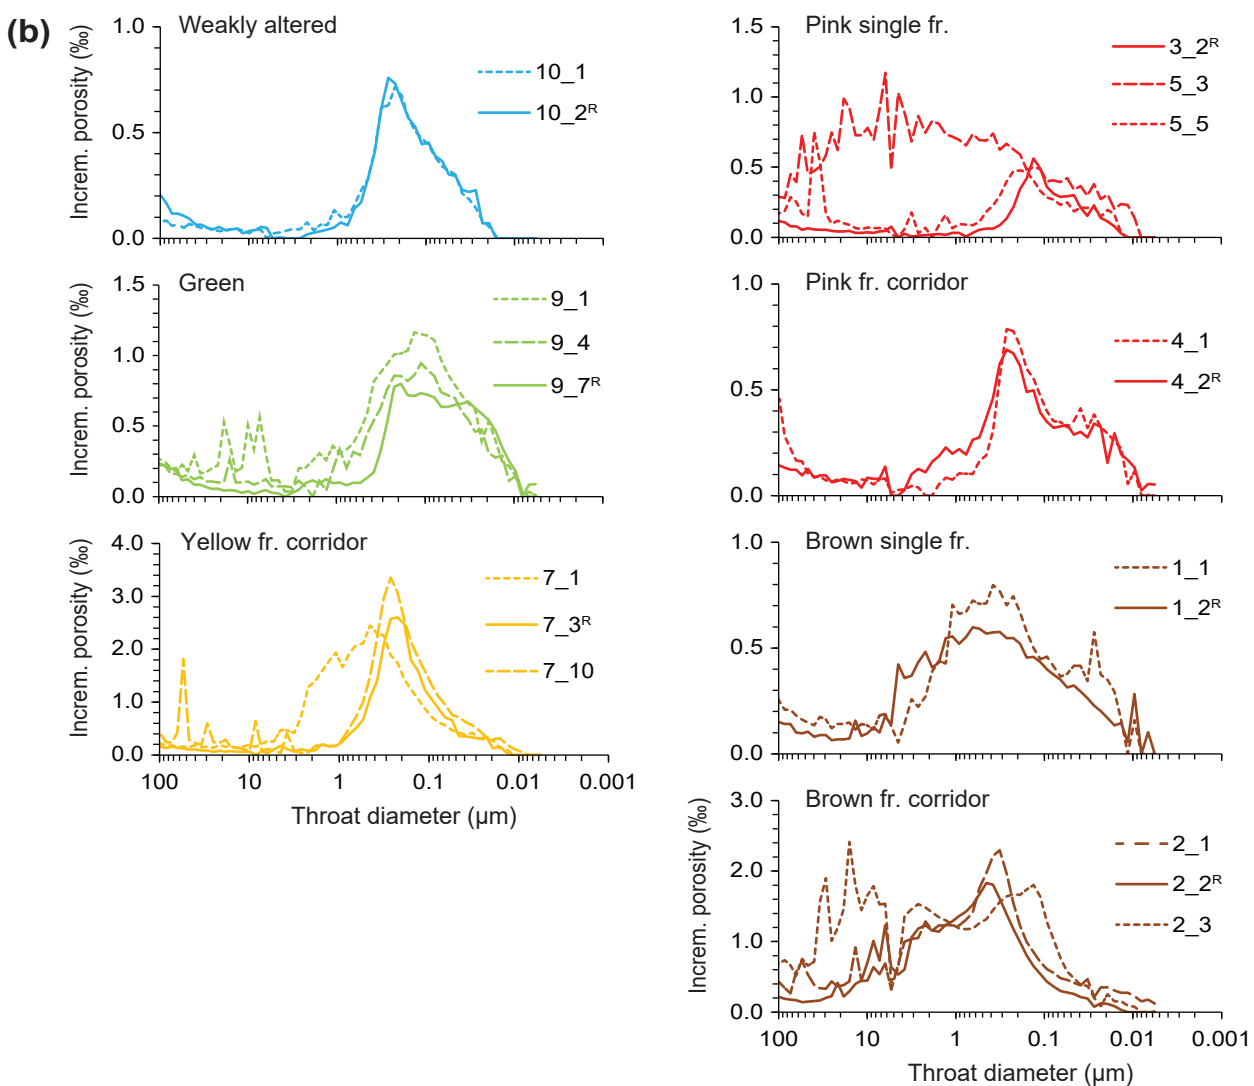 (b)
Weakly altered
Increm. porosity (‰)
1.0
0.5
0.0
10_1
10_2ᴿ
Green
Increm. porosity (‰)
1.5
1.0
0.5
0.0
9_1
9_4
9_7ᴿ
Yellow fr. corridor
Increm. porosity (‰)
4.0
3.0
2.0
1.0
0.0
7_1
7_3ᴿ
7_10
100 10 1 0.1 0.01 0.001
Throat diameter (µm)
Pink single fr.
1.5
1.0
0.5
0.0
3_2ᴿ
5_3
5_5
Pink fr. corridor
1.0
0.5
0.0
4_1
4_2ᴿ
Brown single fr.
1.0
0.5
0.0
1_1
1_2ᴿ
Brown fr. corridor
Increm. porosity (‰)
3.0
2.0
1.0
0.0
2_1
2_2ᴿ
2_3
100 10 1 0.1 0.01 0.001
Throat diameter (µm)